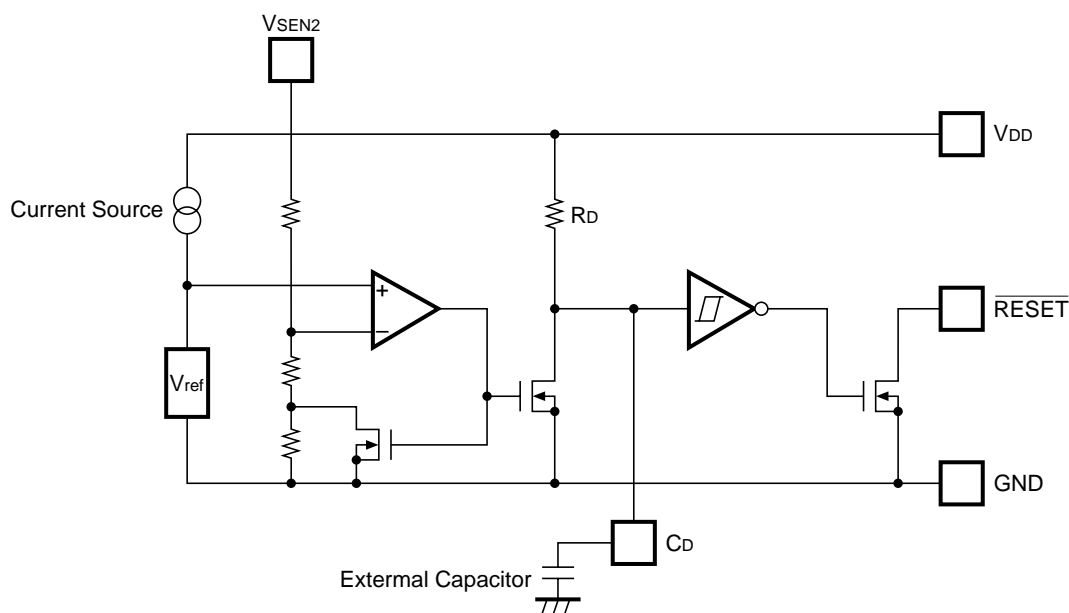 VSEN2
VDD
Current Source
RD
+
−
RESET
Vref
GND
CD
Extermal Capacitor